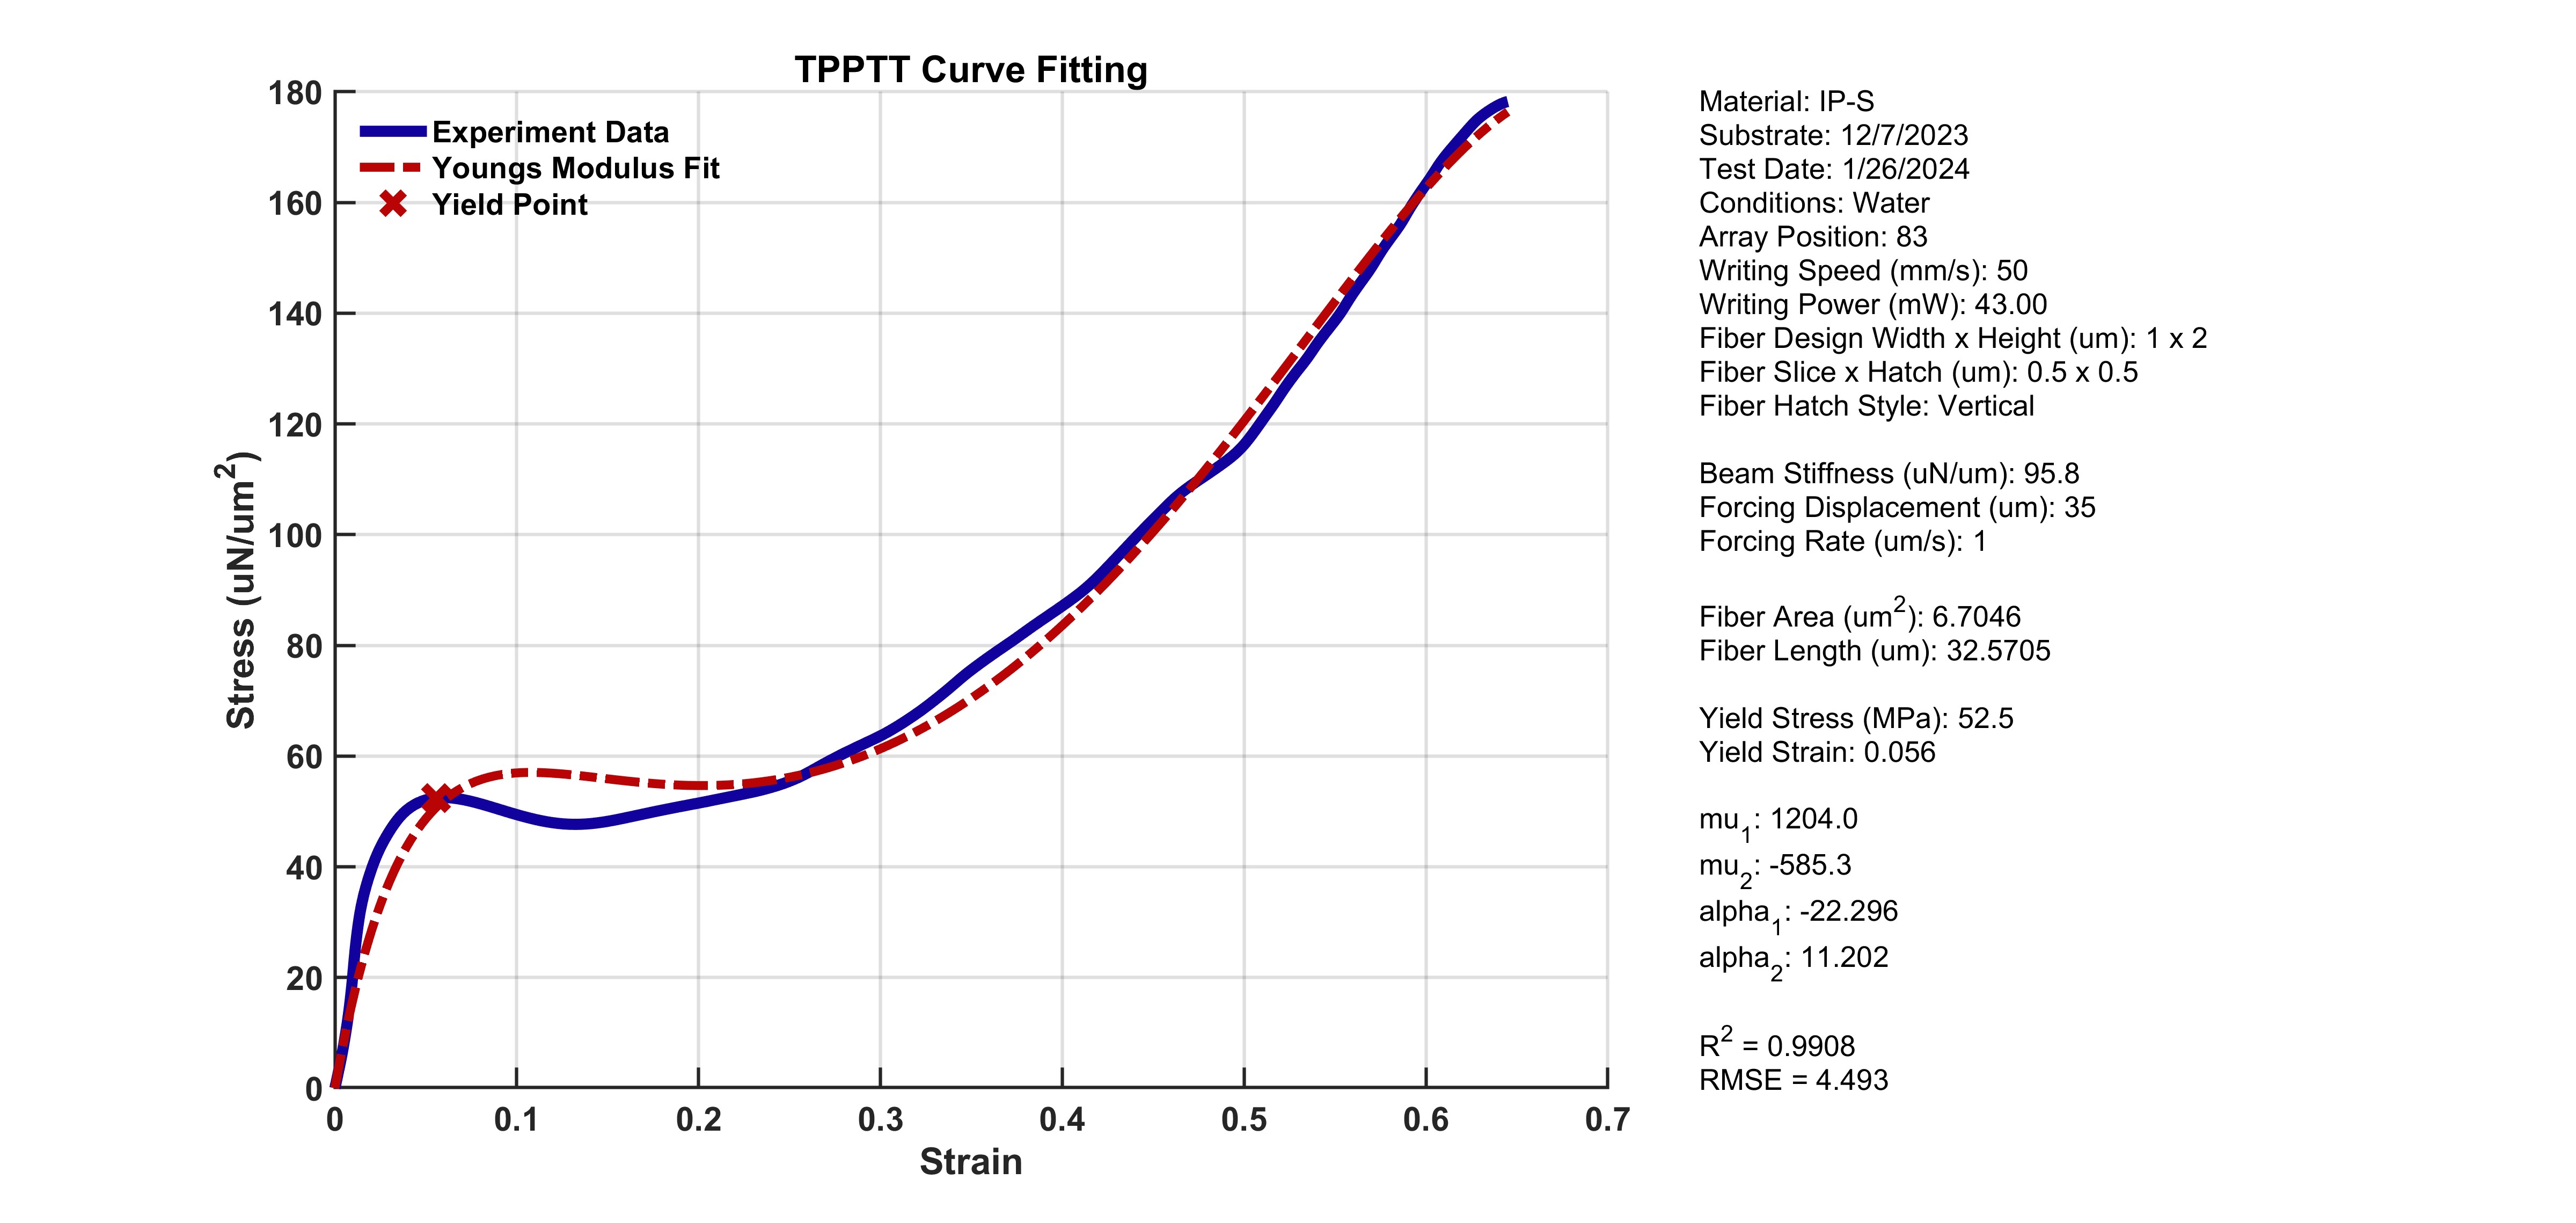 TPPTT Curve Fitting
180
160
140
120
100
80
60
40
20
0
Stress (uN/um²)
Experiment Data
Youngs Modulus Fit
Yield Point
0 0.1 0.2 0.3 0.4 0.5 0.6 0.7
Strain
Material: IP-S
Substrate: 12/7/2023
Test Date: 1/26/2024
Conditions: Water
Array Position: 83
Writing Speed (mm/s): 50
Writing Power (mW): 43.00
Fiber Design Width x Height (um): 1 x 2
Fiber Slice x Hatch (um): 0.5 x 0.5
Fiber Hatch Style: Vertical
Beam Stiffness (uN/um): 95.8
Forcing Displacement (um): 35
Forcing Rate (um/s): 1
Fiber Area (um²): 6.7046
Fiber Length (um): 32.5705
Yield Stress (MPa): 52.5
Yield Strain: 0.056
mu₁: 1204.0
mu₂: -585.3
alpha₁: -22.296
alpha₂: 11.202
R² = 0.9908
RMSE = 4.493